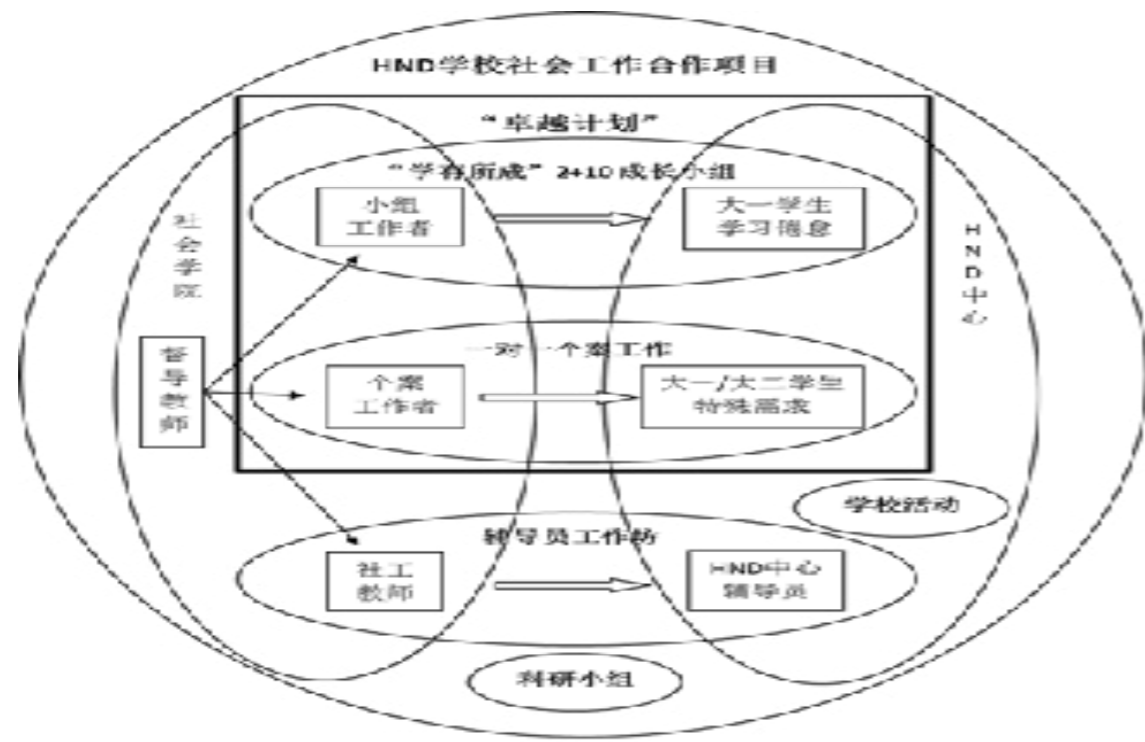 HND学校社会工作合作项目
“卓越计划”
“学有所成”2+10成长小组
小组
工作者
大一学生
学习倦怠
社会学院
HND中心
督导教师
一对一个案工作
个案
工作者
大一/大二学生
特殊需求
学校活动
辅导员工作坊
社工
教师
HND中心
辅导员
科研小组